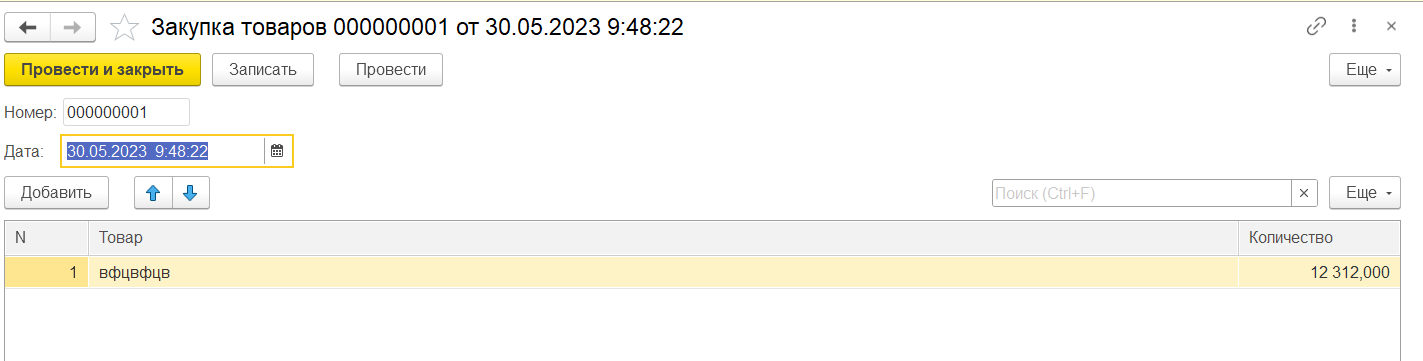 Закупка товаров 000000001 от 30.05.2023 9:48:22
Провести и закрыть Записать Провести Еще
Номер: 000000001
Дата: 30.05.2023 9:48:22
Добавить Поиск (Ctrl+F) × Еще
N Товар Количество
1 вфцвфцв 12 312,000